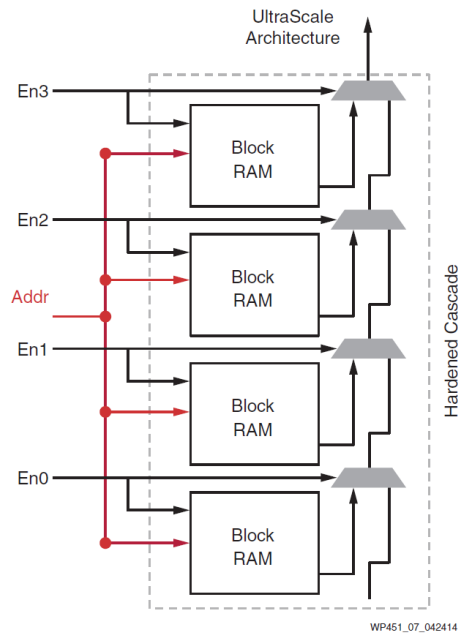 UltraScale
Architecture
En3
Block
RAM
En2
Block
RAM
Addr
En1
Block
RAM
En0
Block
RAM
Hardened Cascade
WP451_07_042414